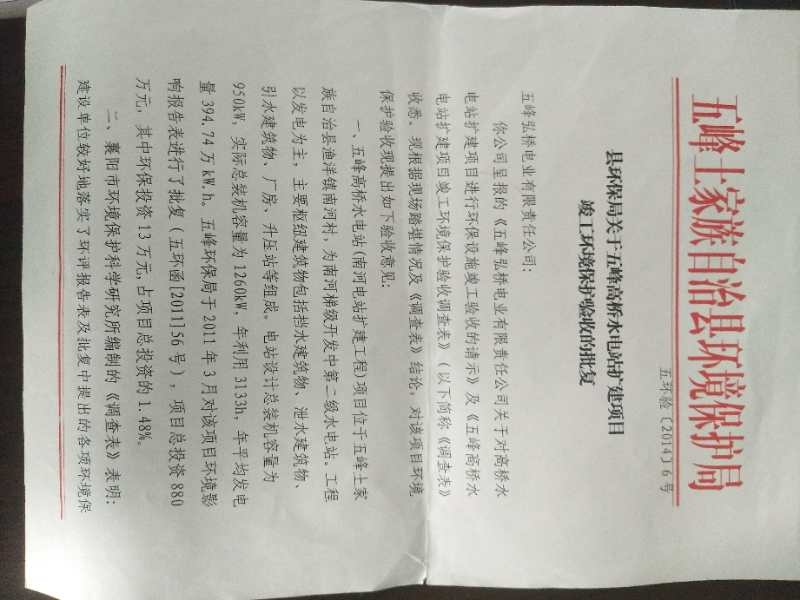 五峰土家族自治县环境保护局
五环验〔2014〕6号
县环保局关于五峰高桥水电站扩建项目
竣工环境保护验收的批复
五峰弘桥电业有限责任公司：
你公司呈报的《五峰弘桥电业有限责任公司关于对高桥水
电站扩建项目进行环保设施竣工验收的请示》及《五峰高桥水
电站扩建项目竣工环境保护验收调查表》（以下简称《调查表》
收悉。现根据现场踏堪情况及《调查表》结论，对该项目环境
保护验收现提出如下验收意见：
一、五峰高桥水电站(南河电站扩建工程)项目位于五峰土家
族自治县渔洋镇南河村，为南河梯级开发中第二级水电站。工程
以发电为主，主要枢纽建筑物包括挡水建筑物、泄水建筑物、
引水建筑物、厂房、升压站等组成。电站设计总装机容量为
950kW，实际总装机容量为1260kW，年利用3133h，年平均发电
量394.74万kW.h。五峰环保局于2011年3月对该项目环境影
响报告表进行了批复（五环函[2011]56号），项目总投资880
万元，其中环保投资13万元，占项目总投资的1.48%。
二、襄阳市环境保护科学研究所编制的《调查表》表明：
建设单位较好地落实了环评报告表及批复中提出的各项环境保